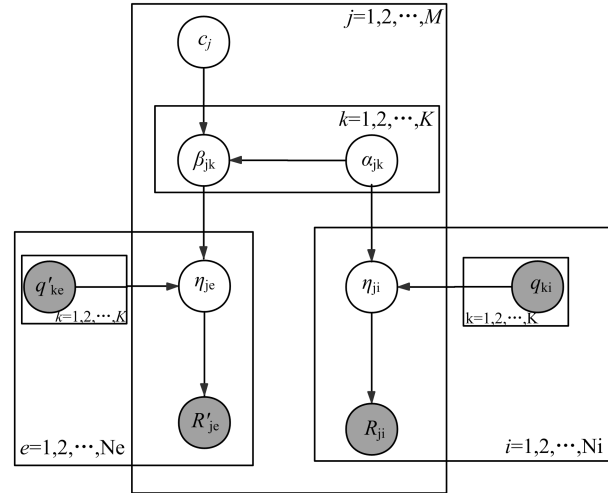 j=1,2,⋯,M
c_j
k=1,2,⋯,K
β_jk
α_jk
q′_ke
k=1,2,⋯,K
η_je
η_ji
q_ki
k=1,2,⋯,K
R′_je
R_ji
e=1,2,⋯,Ne
i=1,2,⋯,Ni